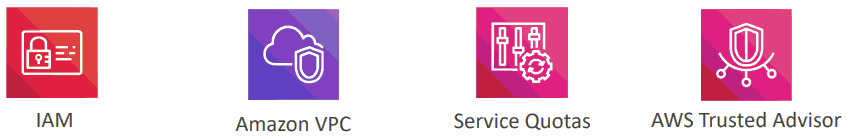 IAM
Amazon VPC
Service Quotas
AWS Trusted Advisor